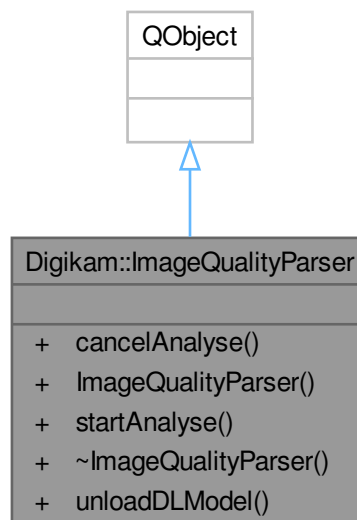 QObject
Digikam::ImageQualityParser
+ cancelAnalyse()
+ ImageQualityParser()
+ startAnalyse()
+ ~ImageQualityParser()
+ unloadDLModel()